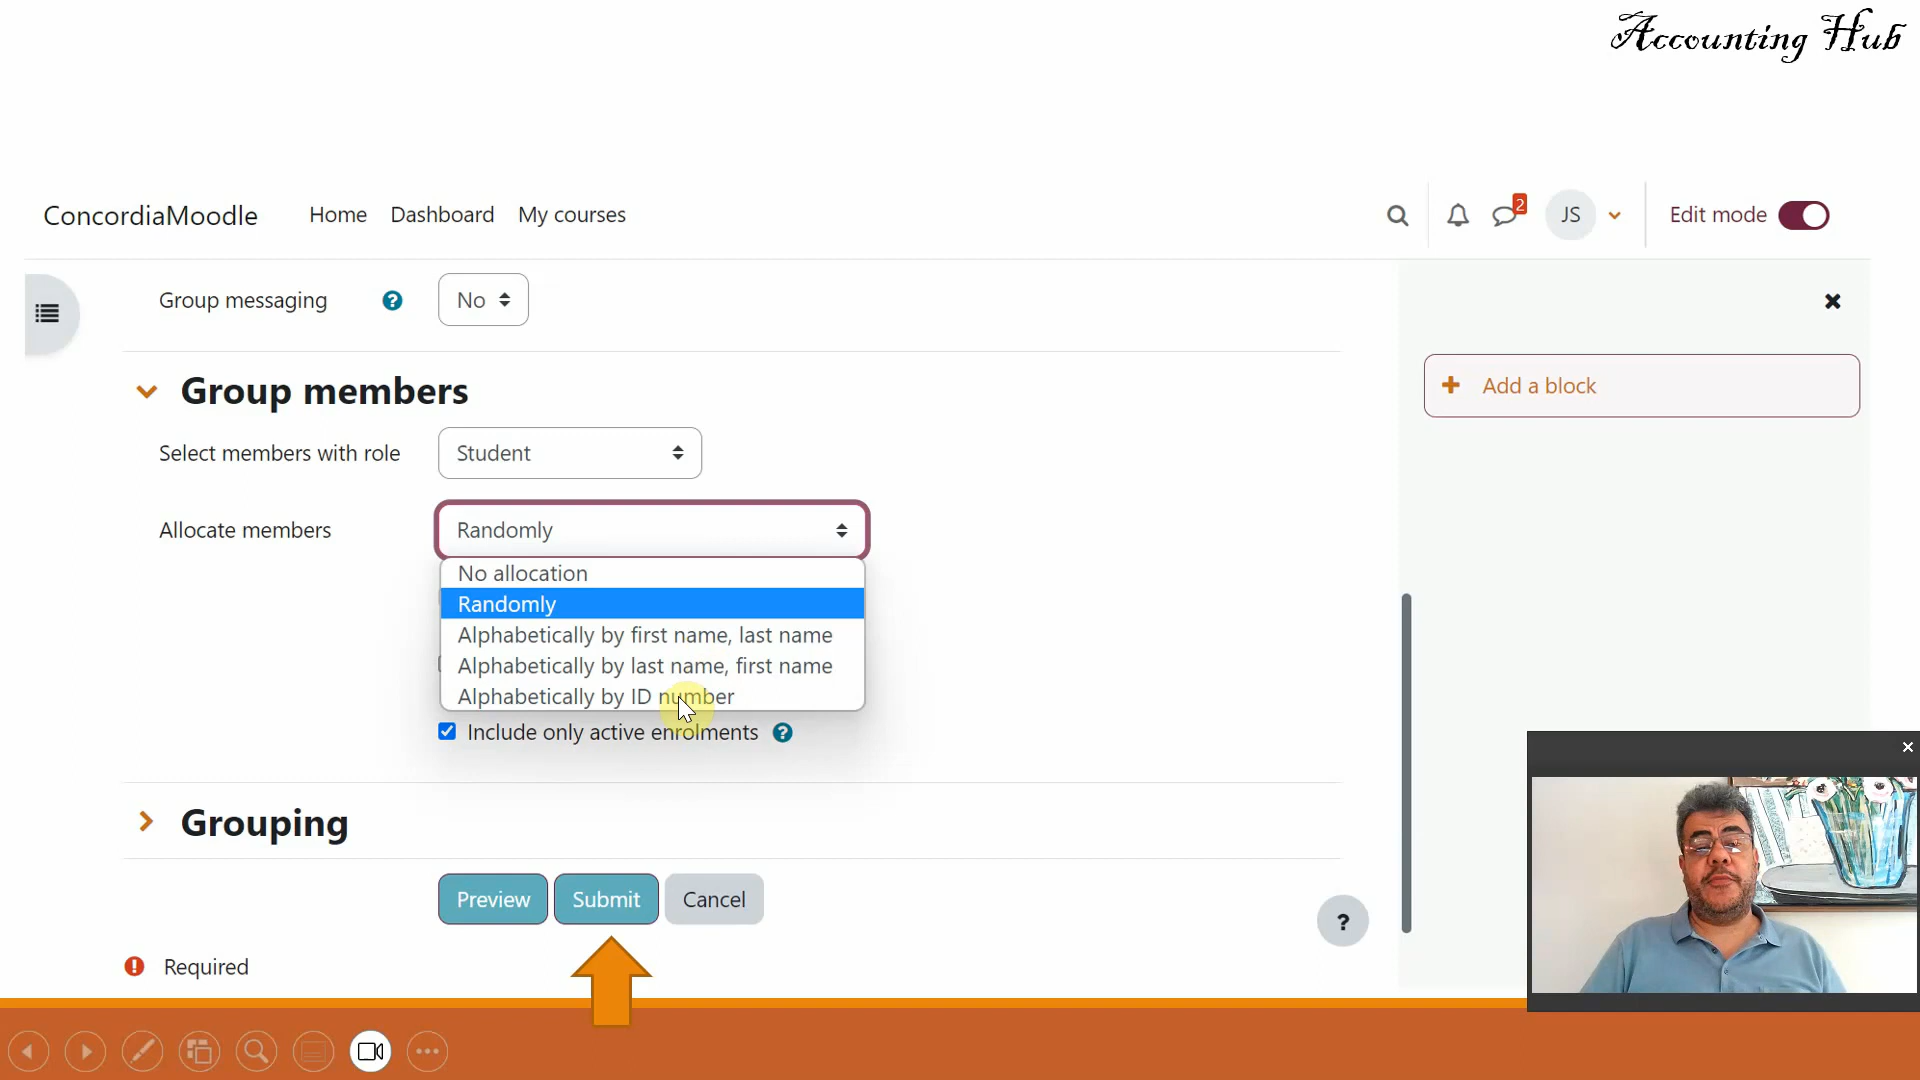 Accounting Hub
ConcordiaMoodle Home Dashboard My courses 2 JS Edit mode
Group messaging ? No
Group members
Select members with role Student
Allocate members Randomly
No allocation
Randomly
Alphabetically by first name, last name
Alphabetically by last name, first name
Alphabetically by ID number
Include only active enrolments ?
Grouping
Preview Submit Cancel
?
! Required
+ Add a block